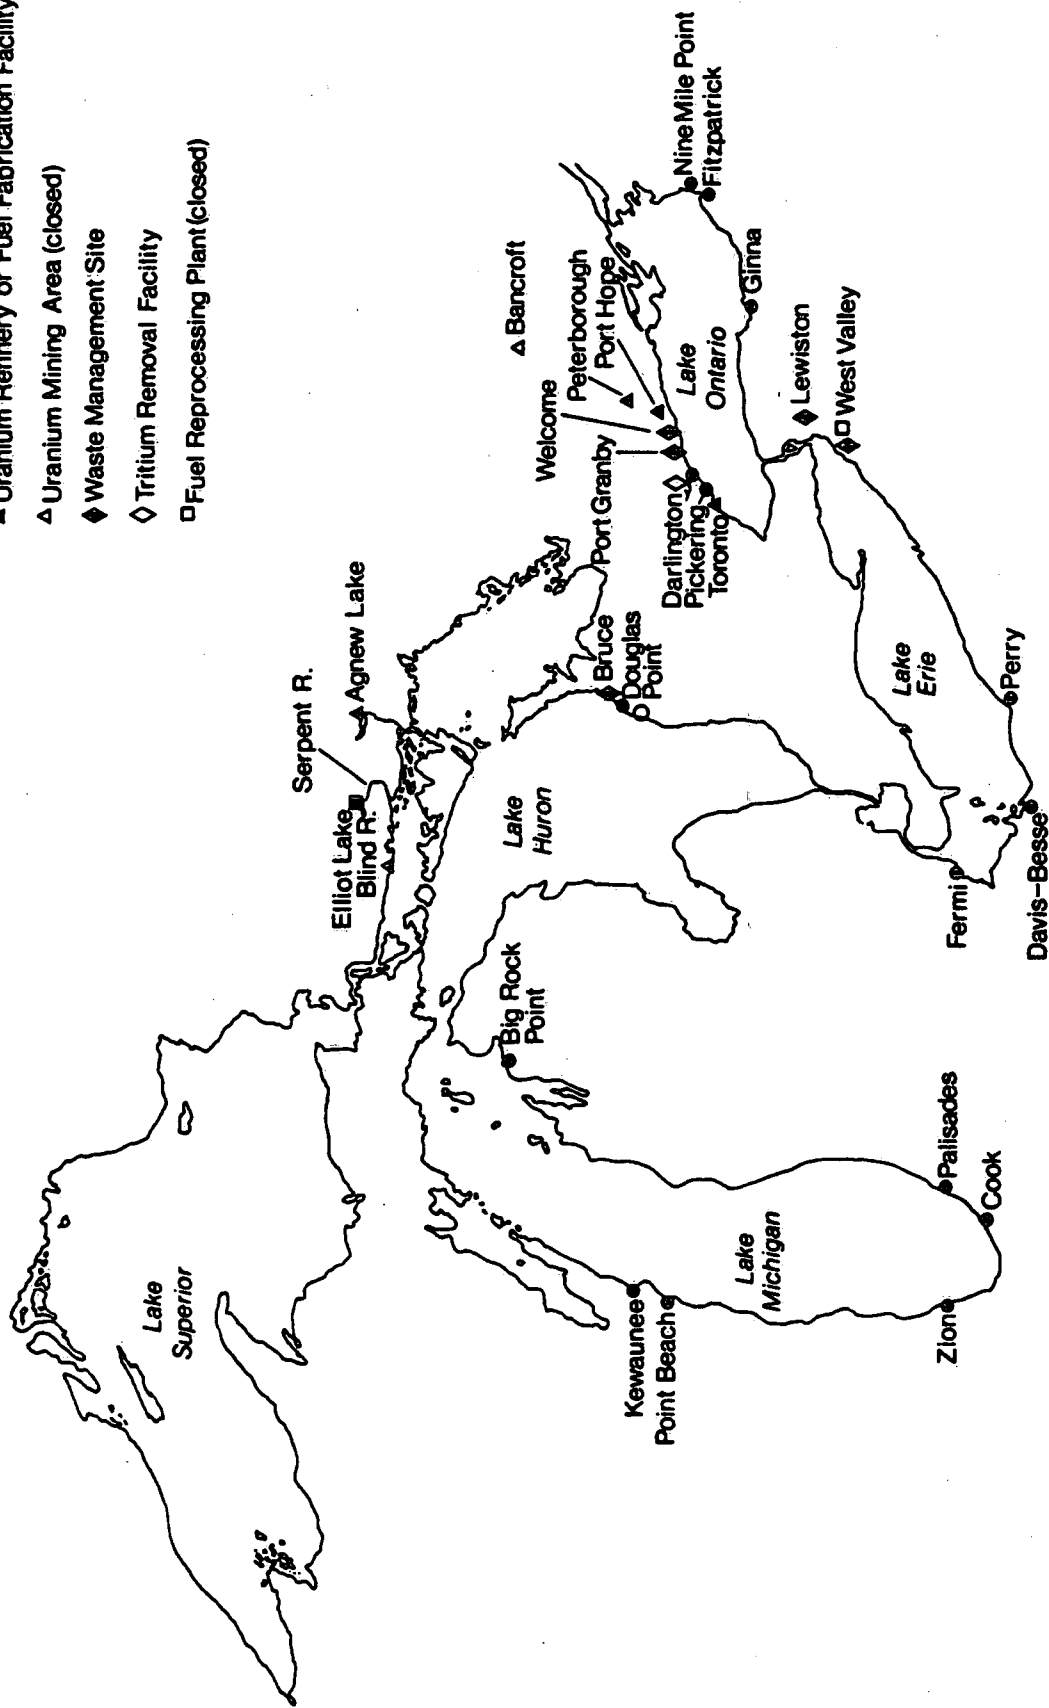 ▲ Uranium Refinery or Fuel Fabrication Facility
△ Uranium Mining Area (closed)
Waste Management Site
◇ Tritium Removal Facility
□ Fuel Reprocessing Plant (closed)
Lake
Superior
Serpent R.
Elliot Lake
Blind R.
Agnew Lake
Bancroft
Peterborough
Port Hope
Welcome
Port Granby
Darlington
Pickering
Toronto
Nine Mile Point
Fitzpatrick
Ginna
Lake
Ontario
Lewiston
West Valley
Bruce
Douglas
Point
Lake
Huron
Lake
Erie
Perry
Davis-Besse
Fermi
Big Rock
Point
Lake
Michigan
Kewaunee
Point Beach
Zion
Cook
Palisades